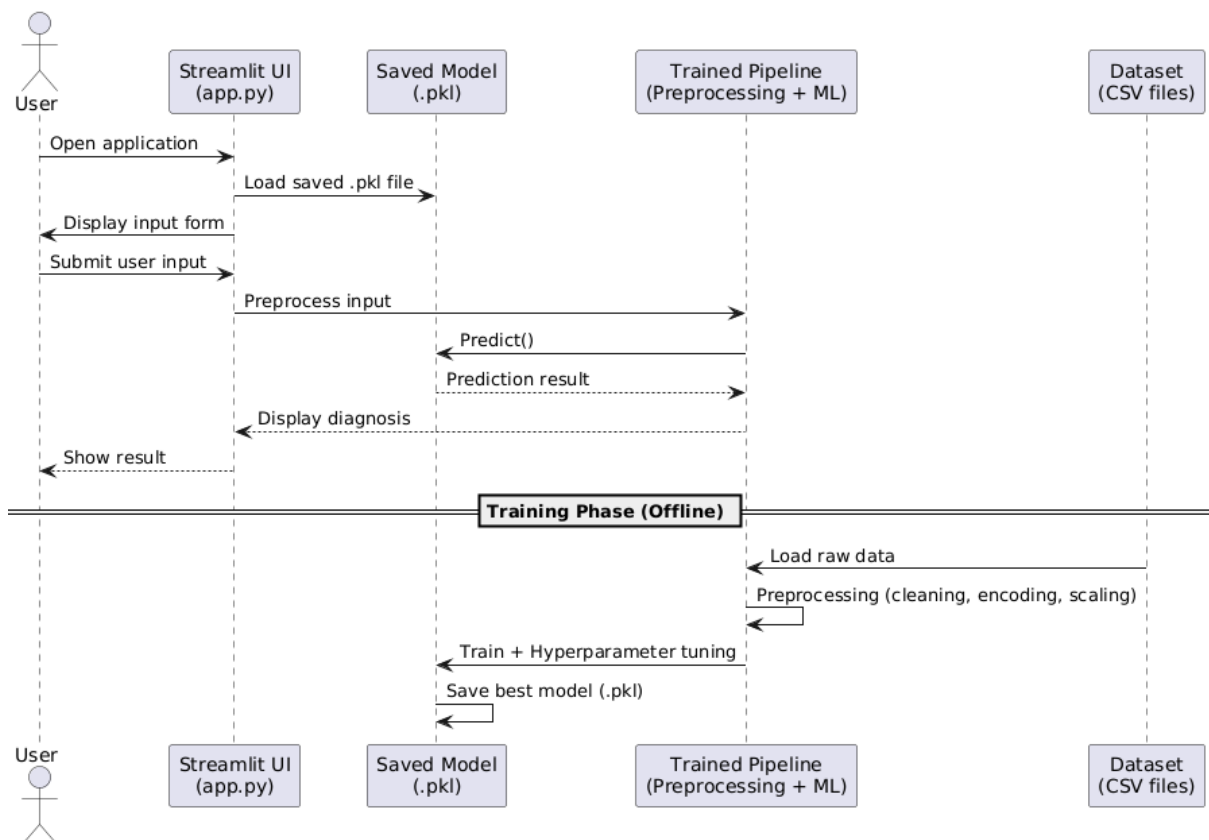 User
Streamlit UI
(app.py)
Saved Model
(.pkl)
Trained Pipeline
(Preprocessing + ML)
Dataset
(CSV files)
Open application
Load saved .pkl file
Display input form
Submit user input
Preprocess input
Predict()
Prediction result
Display diagnosis
Show result
Training Phase (Offline)
Load raw data
Preprocessing (cleaning, encoding, scaling)
Train + Hyperparameter tuning
Save best model (.pkl)
User
Streamlit UI
(app.py)
Saved Model
(.pkl)
Trained Pipeline
(Preprocessing + ML)
Dataset
(CSV files)